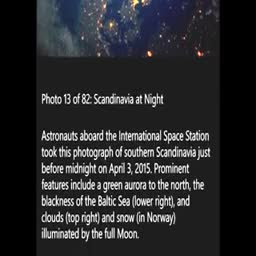 Photo 13 of 82: Scandinavia at Night
Astronauts aboard the International Space Station
took this photograph of southern Scandinavia just
before midnight on April 3, 2015. Prominent
features include a green aurora to the north, the
blackness of the Baltic Sea (lower right), and
clouds (top right) and snow (in Norway)
illuminated by the full Moon.